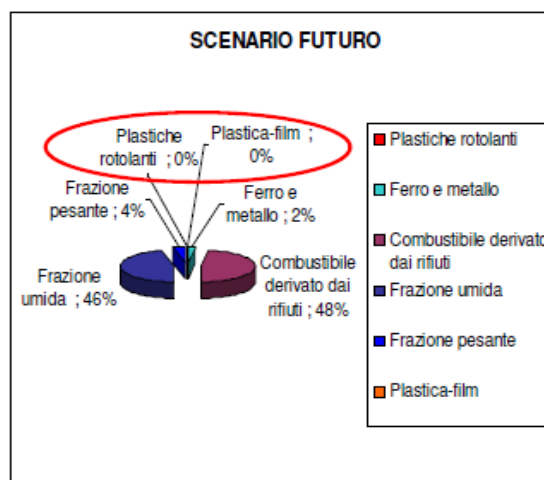 SCENARIO FUTURO
Plastiche
rotolanti ; 0%
Plastica-film ;
0%
Frazione
pesante ; 4%
Ferro e
metallo ; 2%
Frazione
umida ; 46%
Combustibile
derivato dai
rifiuti ; 48%
Plastiche rotolanti
Ferro e metallo
Combustibile derivato
dai rifiuti
Frazione umida
Frazione pesante
Plastica-film